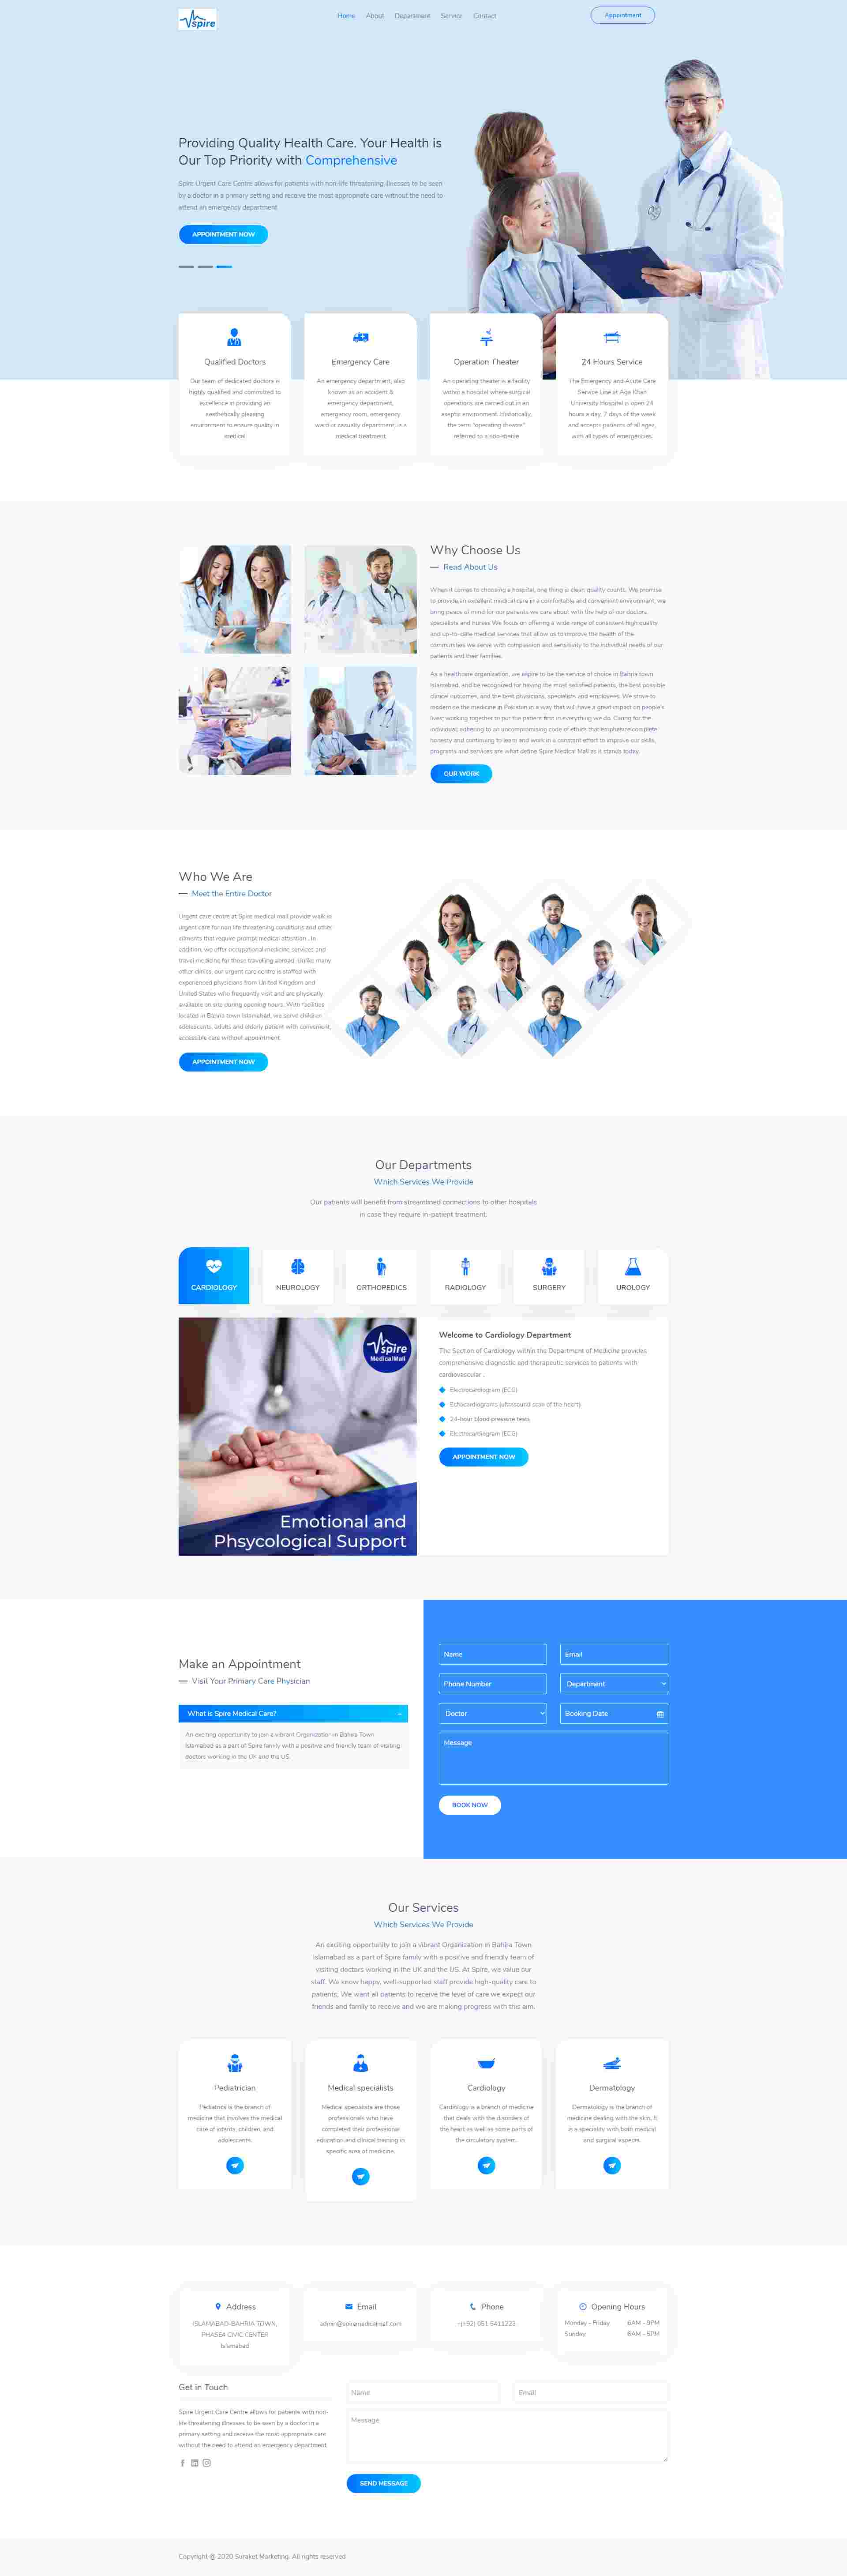 Vspire
Home About Department Service Contact
Appointment
Providing Quality Health Care. Your Health is
Our Top Priority with Comprehensive
Spire Urgent Care Centre allows for patients with non-life threatening illnesses to be seen
by a doctor in a primary setting and receive the most appropriate care without the need to
attend an emergency department
APPOINTMENT NOW
Qualified Doctors
Our team of dedicated doctors is
highly qualified and committed to
excellence in providing an
aesthetically pleasing
environment to ensure quality in
medical
Emergency Care
An emergency department, also
known as an accident &
emergency department,
emergency room, emergency
ward or casualty department, is a
medical treatment
Operation Theater
An operating theater is a facility
within a hospital where surgical
operations are carried out in an
aseptic environment. Historically,
the term "operating theatre"
referred to a non-sterile
24 Hours Service
The Emergency and Acute Care
Service Line at Aga Khan
University Hospital is open 24
hours a day, 7 days of the week
and accepts patients of all ages,
with all types of emergencies.
Why Choose Us
Read About Us
When it comes to choosing a hospital, one thing is clear: quality counts. We promise
to provide an excellent medical care in a comfortable and convenient environment, we
bring peace of mind for our patients we care about with the help of our doctors,
specialists and nurses We focus on offering a wide range of consistent high quality
and up-to-date medical services that allow us to improve the health of the
communities we serve with compassion and sensitivity to the individual needs of our
patients and their families.
As a healthcare organization, we aspire to be the service of choice in Bahria town
Islamabad, and be recognized for having the most satisfied patients, the best possible
clinical outcomes, and the best physicians, specialists and employees. We strive to
modernize the medicine in Pakistan in a way that will have a great impact on people's
lives; working together to put the patient first in everything we do. Caring for the
individual; adhering to an uncompromising code of ethics that emphasize complete
honesty and continuing to learn and work in a constant effort to improve our skills,
programs and services are what define Spire Medical Mall as it stands today.
OUR WORK
Who We Are
Meet the Entire Doctor
Urgent care centre at Spire medical mall provide walk in
urgent care for non life threatening conditions and other
ailments that require prompt medical attention . In
addition, we offer occupational medicine services and
travel medicine for those travelling abroad. Unlike many
other clinics, our urgent care centre is staffed with
experienced physicians from United Kingdom and
United States who frequently visit and are physically
available on site during opening hours. With facilities
located in Bahria town Islamabad, we serve children
adolescents, adults and elderly patient with convenient,
accessible care without appointment.
APPOINTMENT NOW
Our Departments
Which Services We Provide
Our patients will benefit from streamlined connections to other hospitals
in case they require in-patient treatment.
CARDIOLOGY
NEUROLOGY
ORTHOPEDICS
RADIOLOGY
SURGERY
UROLOGY
Vspire
MedicalMall
Emotional and
Phsycological Support
Welcome to Cardiology Department
The Section of Cardiology within the Department of Medicine provides
comprehensive diagnostic and therapeutic services to patients with
cardiovascular .
Electrocardiogram (ECG)
Echocardiograms (ultrasound scan of the heart)
24-hour blood pressure tests
Electrocardiogram (ECG)
APPOINTMENT NOW
Make an Appointment
Visit Your Primary Care Physician
What is Spire Medical Care?
An exciting opportunity to join a vibrant Organization in Bahria Town
Islamabad as a part of Spire family with a positive and friendly team of visiting
doctors working in the UK and the US.
Name
Email
Phone Number
Department
Doctor
Booking Date
Message
BOOK NOW
Our Services
Which Services We Provide
An exciting opportunity to join a vibrant Organization in Bahria Town
Islamabad as a part of Spire family with a positive and friendly team of
visiting doctors working in the UK and the US. At Spire, we value our
staff. We know happy, well-supported staff provide high-quality care to
patients. We want all patients to receive the level of care we expect our
friends and family to receive and we are making progress with this aim.
Pediatrician
Pediatrics is the branch of
medicine that involves the medical
care of infants, children, and
adolescents.
Medical specialists
Medical specialists are those
professionals who have
completed their professional
education and clinical training in
specific area of medicine.
Cardiology
Cardiology is a branch of medicine
that deals with the disorders of
the heart as well as some parts of
the circulatory system.
Dermatology
Dermatology is the branch of
medicine dealing with the skin. It
is a speciality with both medical
and surgical aspects.
Address
ISLAMABAD-BAHRIA TOWN,
PHASE4 CIVIC CENTER
Islamabad
Email
admin@spiremedicalmall.com
Phone
+(+92) 051 5411223
Opening Hours
Monday - Friday 6AM - 9PM
Sunday 6AM - 5PM
Get in Touch
Spire Urgent Care Centre allows for patients with non-
life threatening illnesses to be seen by a doctor in a
primary setting and receive the most appropriate care
without the need to attend an emergency department.
Name
Email
Message
SEND MESSAGE
Copyright @ 2020 Suraket Marketing. All rights reserved